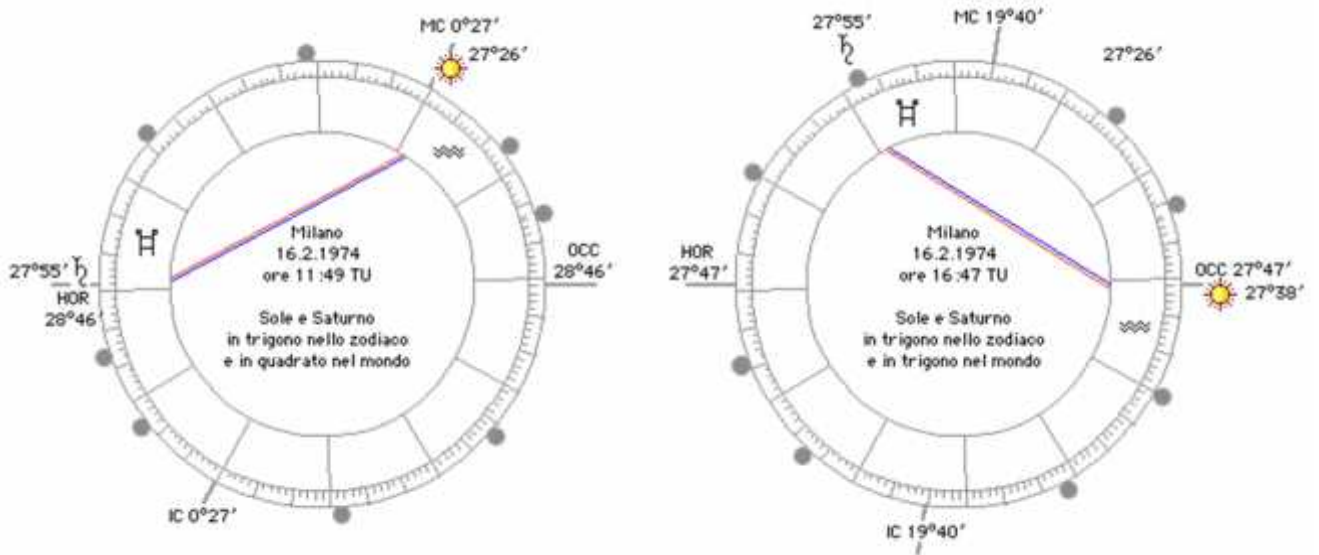 MC 0°27′
27°26′
27°55′ ♄
HOR
28°46′
OCC
28°46′
♊
♒
Milano
16.2.1974
ore 11:49 TU
Sole e Saturno
in trigono nello zodiaco
e in quadrato nel mondo
IC 0°27′
27°55′
♄
MC 19°40′
27°26′
♊
HOR
27°47′
OCC 27°47′
27°38′
♒
Milano
16.2.1974
ore 16:47 TU
Sole e Saturno
in trigono nello zodiaco
e in trigono nel mondo
IC 19°40′